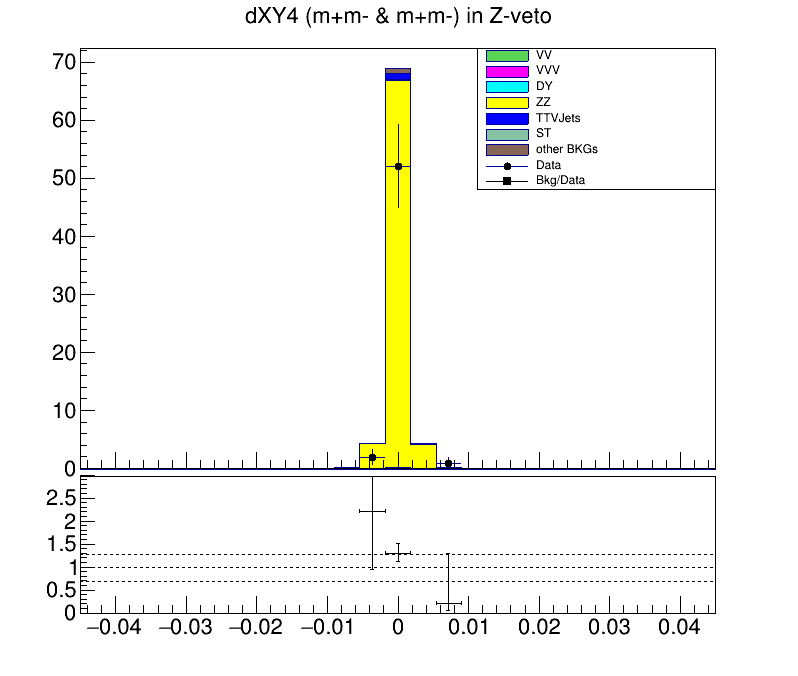 dXY4 (m+m- & m+m-) in Z-veto
70
60
50
40
30
20
10
0
VV
VVV
DY
ZZ
TTVJets
ST
other BKGs
Data
Bkg/Data
2.5
2
1.5
1
0.5
0
−0.04 −0.03 −0.02 −0.01 0 0.01 0.02 0.03 0.04